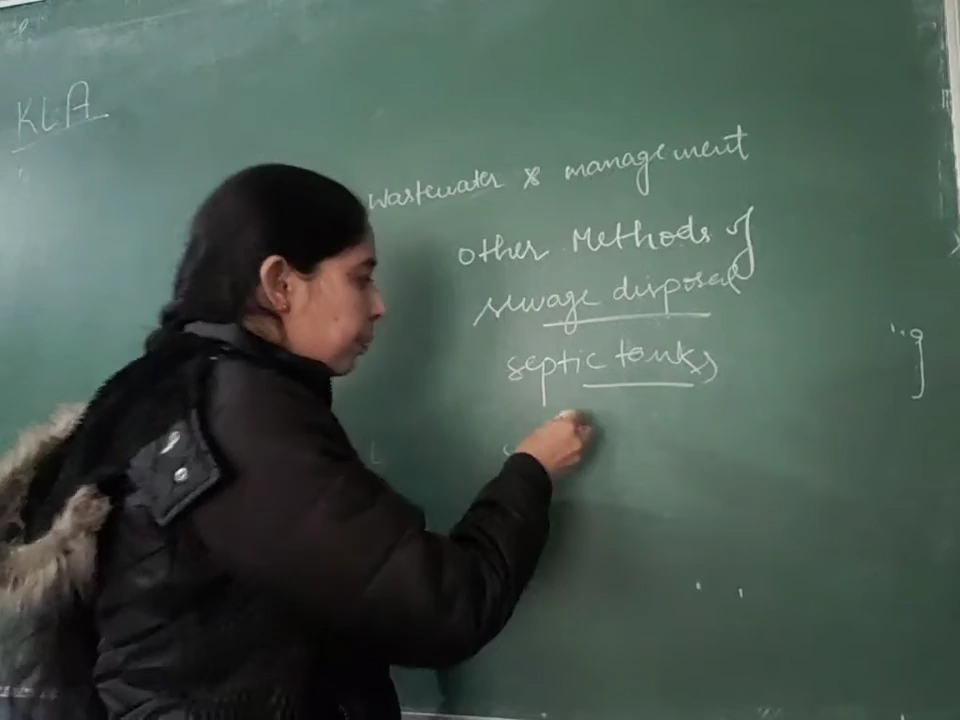 KLA
wastewater & management
other Methods of
sewage disposal
septic tanks